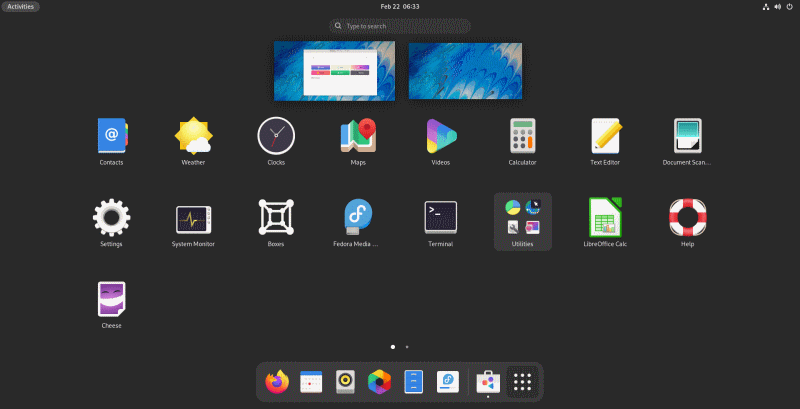 Activities
Feb 22 06:33
Type to search
Contacts
Weather
Clocks
Maps
Videos
Calculator
Text Editor
Document Scan...
Settings
System Monitor
Boxes
Fedora Media ...
Terminal
Utilities
LibreOffice Calc
Help
Cheese